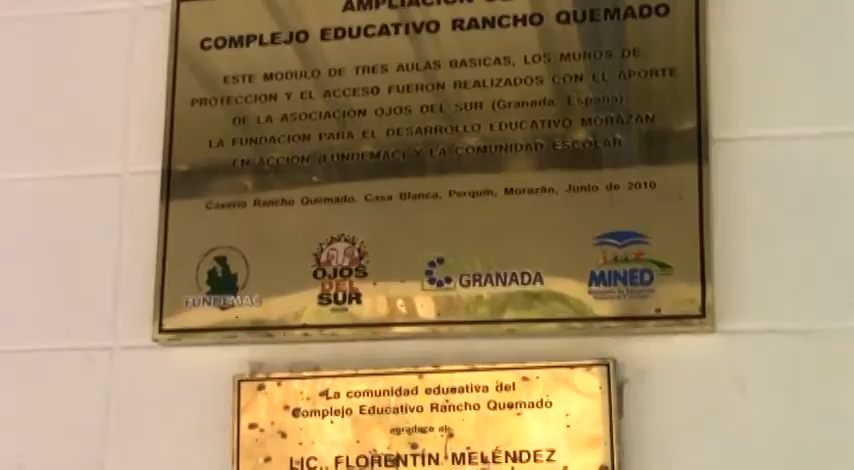 AMPLIACION DE
COMPLEJO EDUCATIVO RANCHO QUEMADO
ESTE MODULO DE TRES AULAS BASICAS, LOS MUROS DE
PROTECCION Y EL ACCESO FUERON REALIZADOS CON EL APORTE
DE LA ASOCIACION OJOS DEL SUR (Granada, España),
LA FUNDACION PARA EL DESARROLLO EDUCATIVO MORAZAN
EN ACCION (FUNDEMAC) Y LA COMUNIDAD ESCOLAR
Caserio Rancho Quemado, Casa Blanca, Perquin, Morazán, Junio de 2010
FUNDEMAC
OJOS
DEL
SUR
GRANADA
MINED
La comunidad educativa del
Complejo Educativo Rancho Quemado
agradece al:
LIC. FLORENTÍN MELÉNDEZ